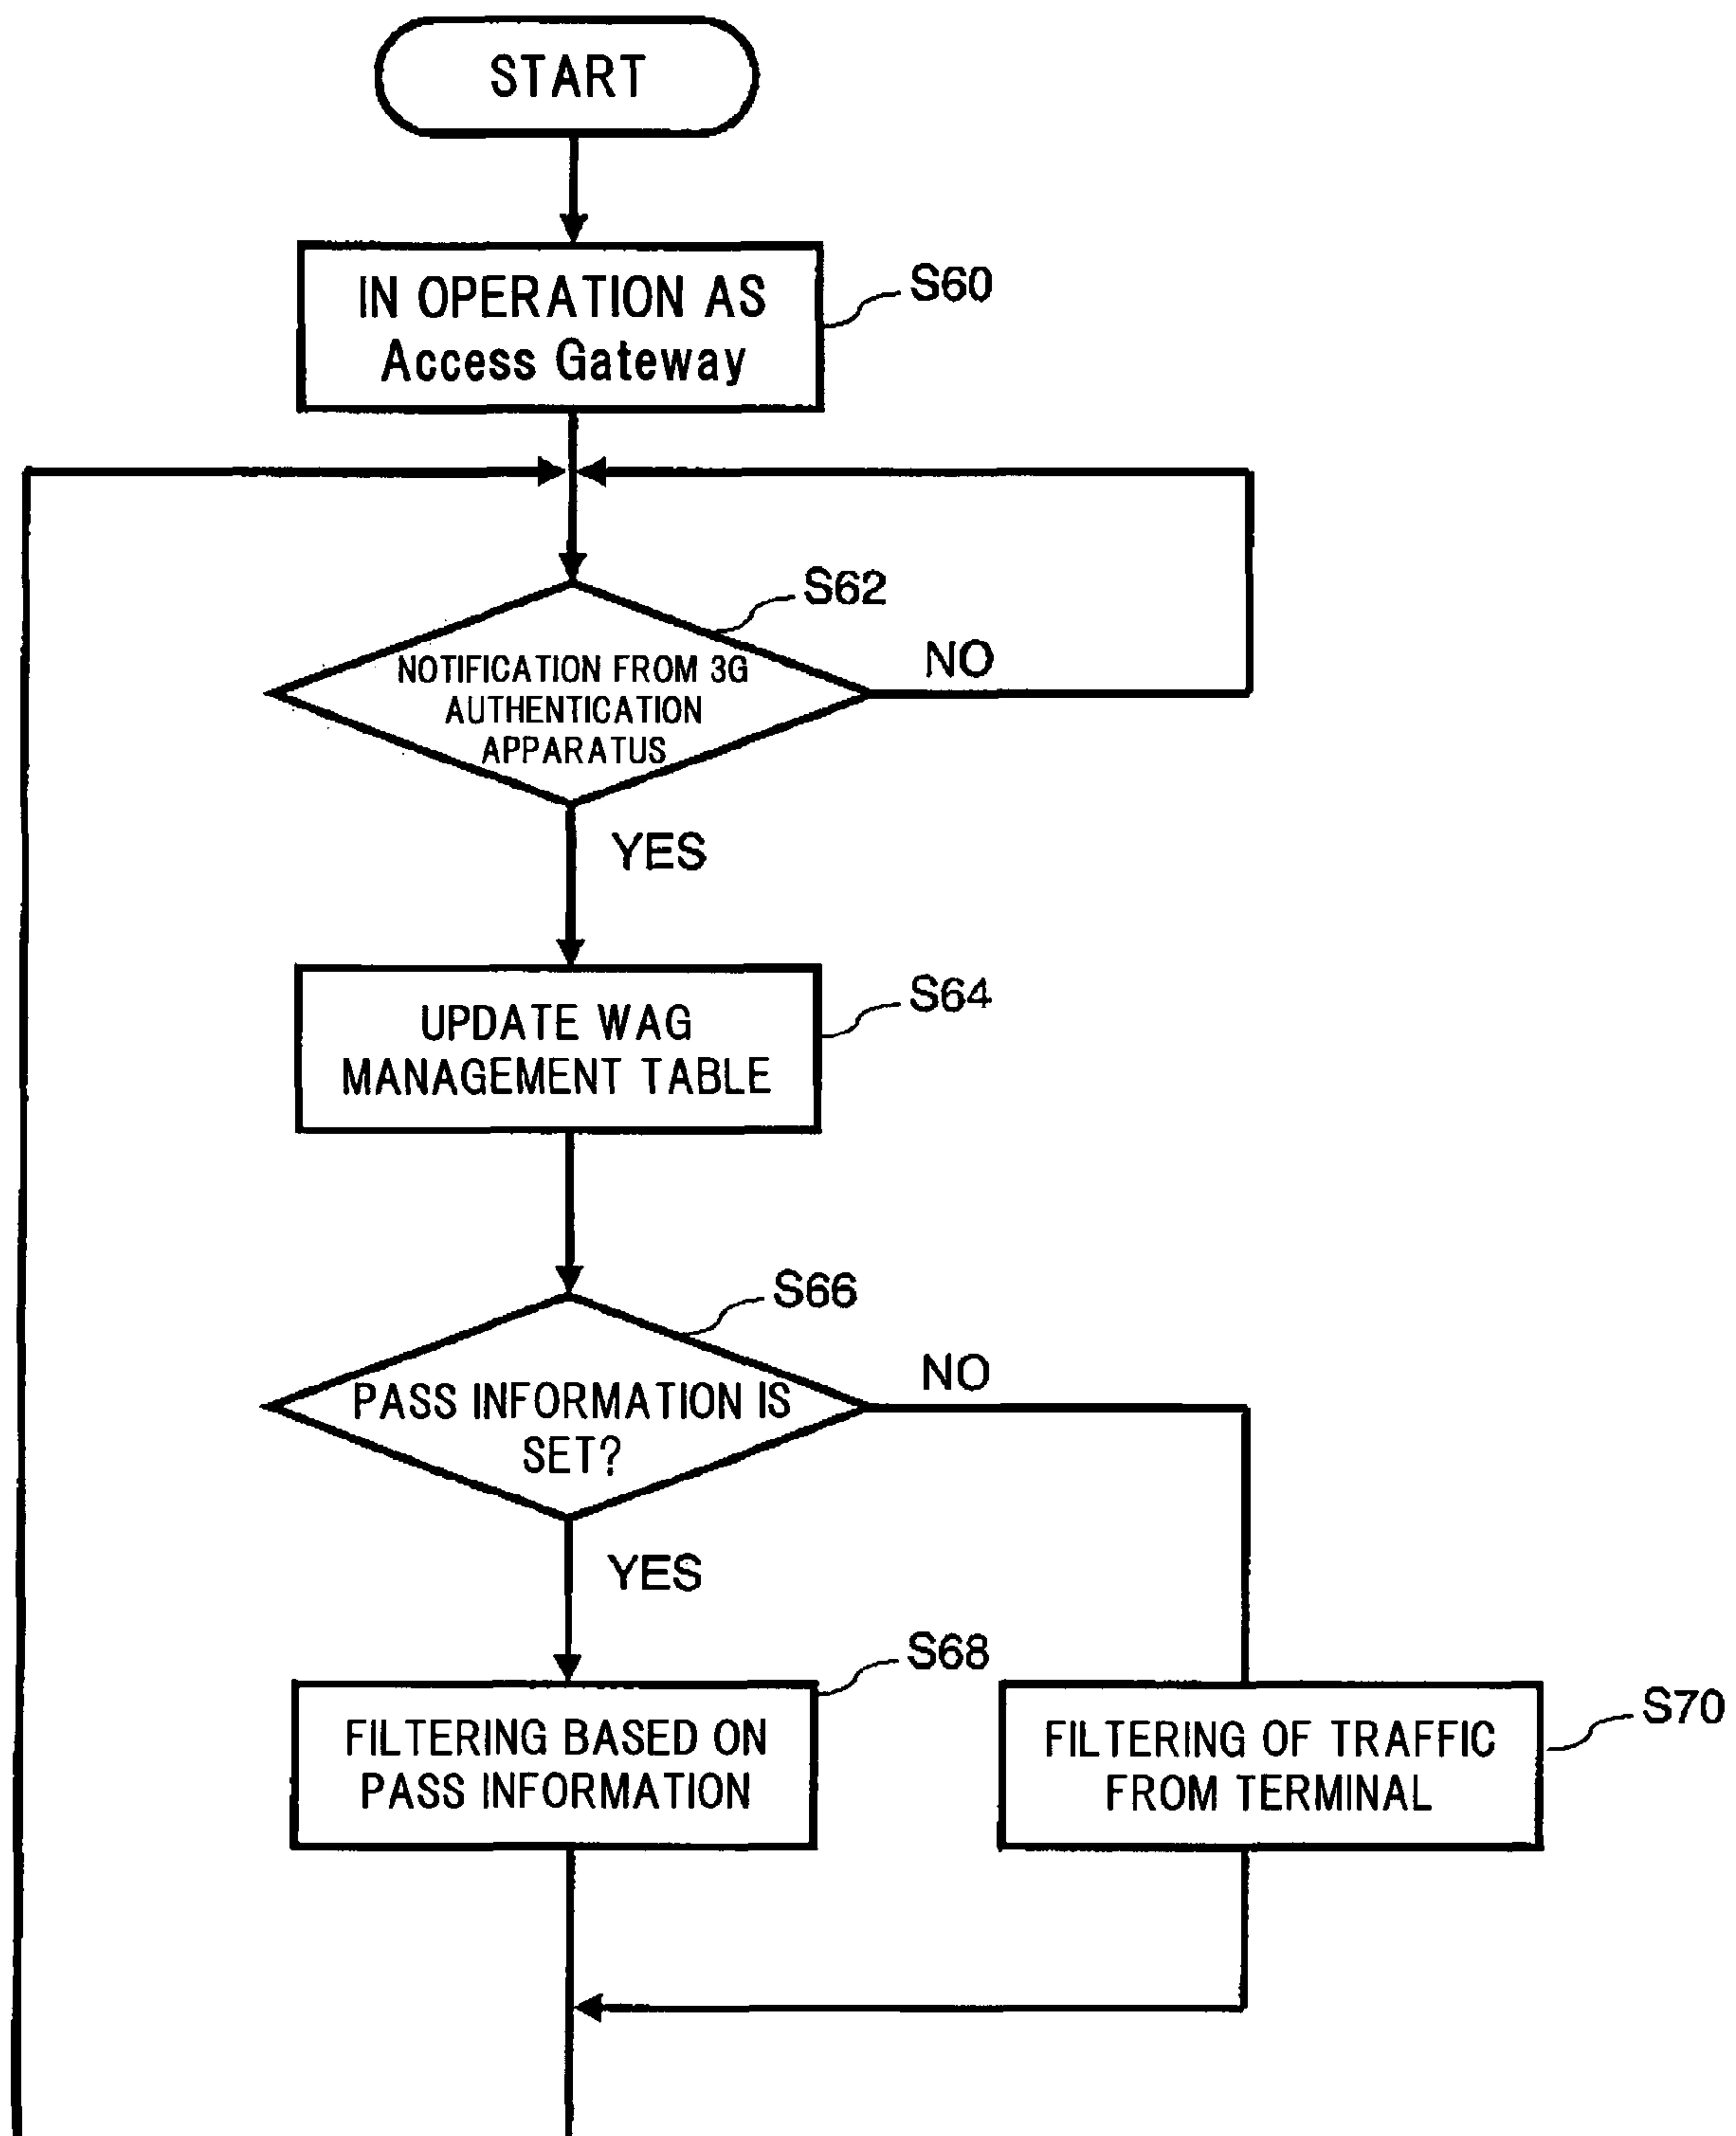 START
IN OPERATION AS
Access Gateway
S60
S62
NOTIFICATION FROM 3G
AUTHENTICATION
APPARATUS
NO
YES
UPDATE WAG
MANAGEMENT TABLE
S64
S66
PASS INFORMATION IS
SET?
NO
YES
S68
FILTERING BASED ON
PASS INFORMATION
S70
FILTERING OF TRAFFIC
FROM TERMINAL